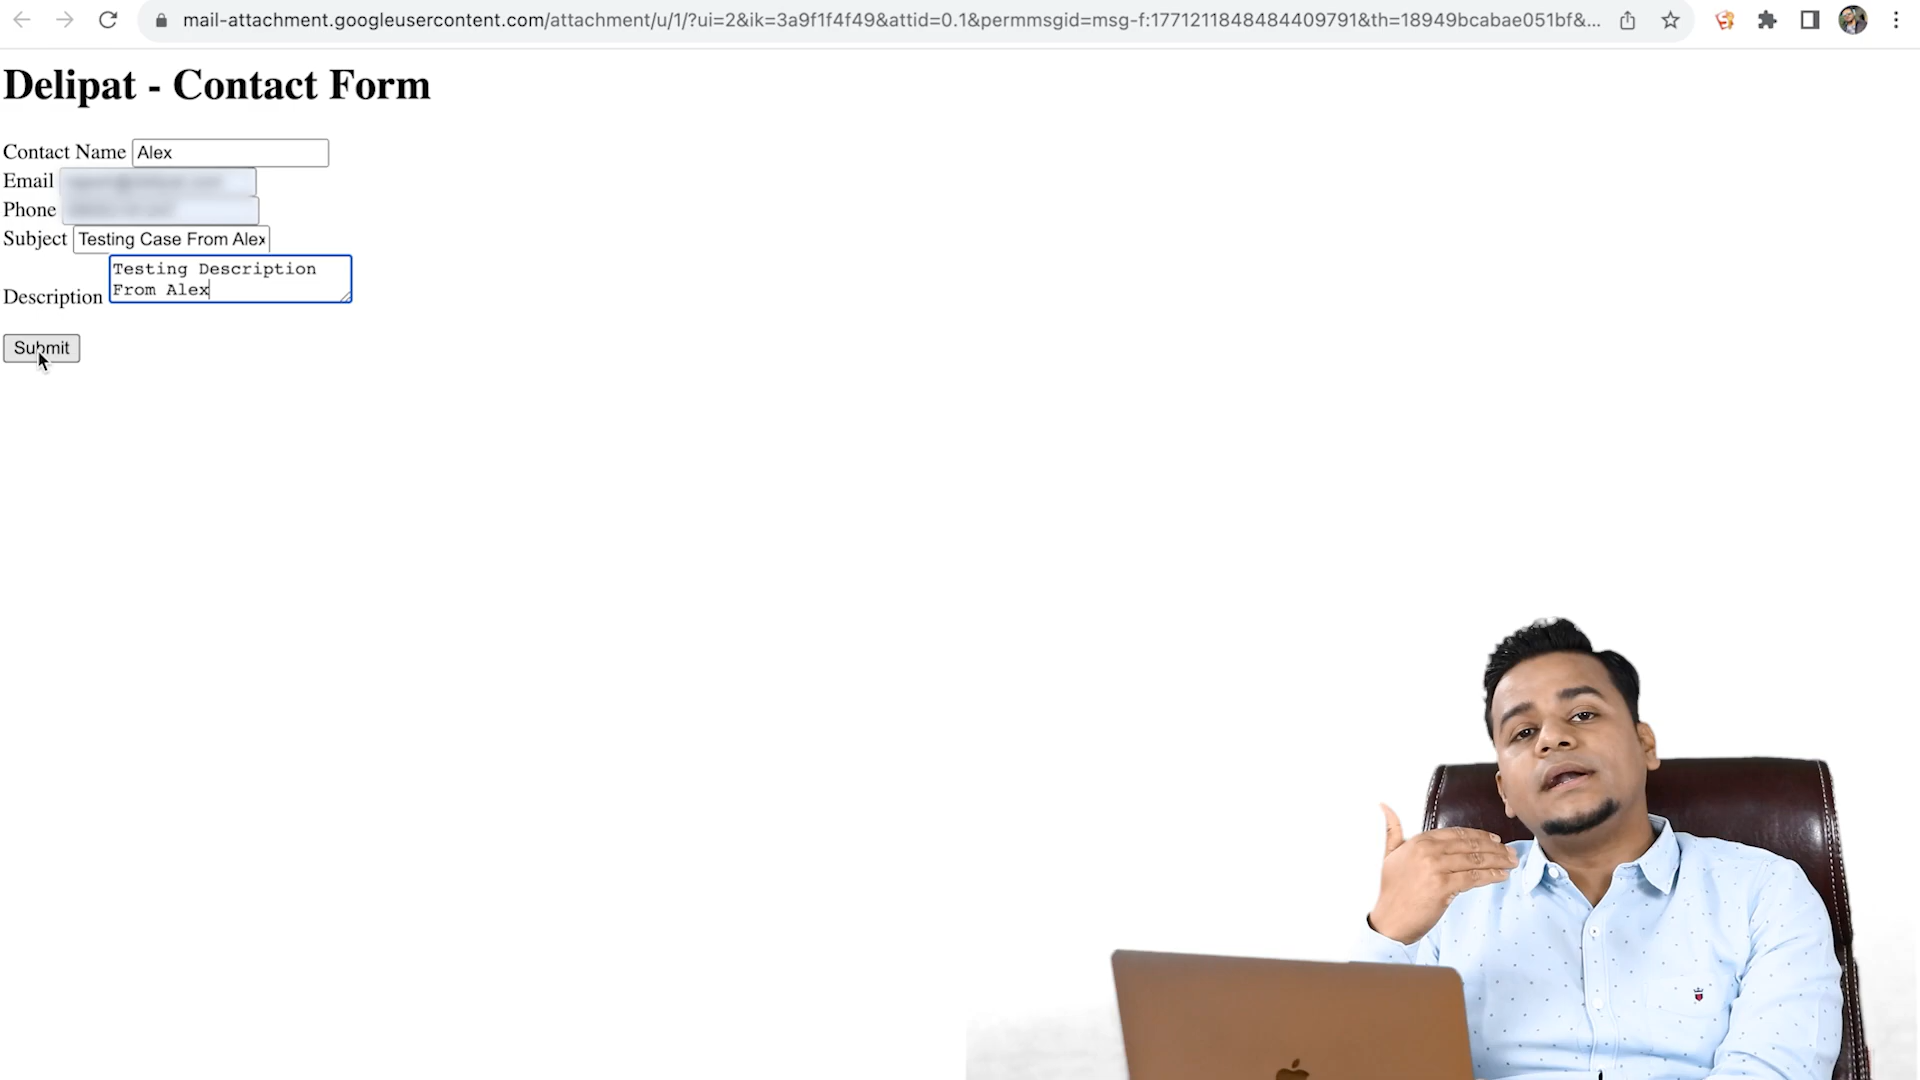 mail-attachment.googleusercontent.com/attachment/u/1/?ui=2&ik=3a9f1f4f49&attid=0.1&permmsgid=msg-f:1771211848484409791&th=18949bcabae051bf&...
Delipat - Contact Form
Contact Name Alex
Email
Phone
Subject Testing Case From Alex
Description Testing Description
From Alex
Submit